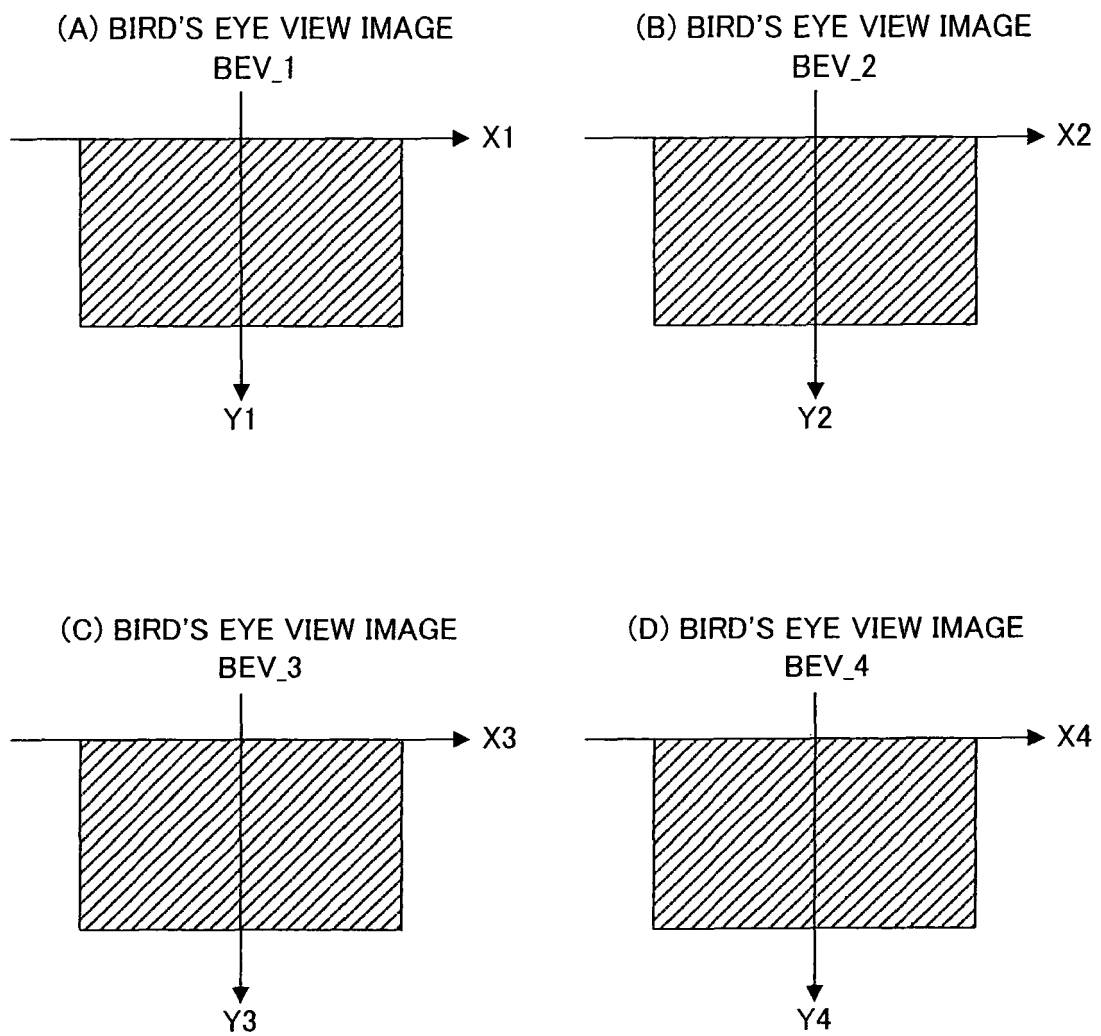 (A) BIRD'S EYE VIEW IMAGE
BEV_1
X1
Y1
(B) BIRD'S EYE VIEW IMAGE
BEV_2
X2
Y2
(C) BIRD'S EYE VIEW IMAGE
BEV_3
X3
Y3
(D) BIRD'S EYE VIEW IMAGE
BEV_4
X4
Y4